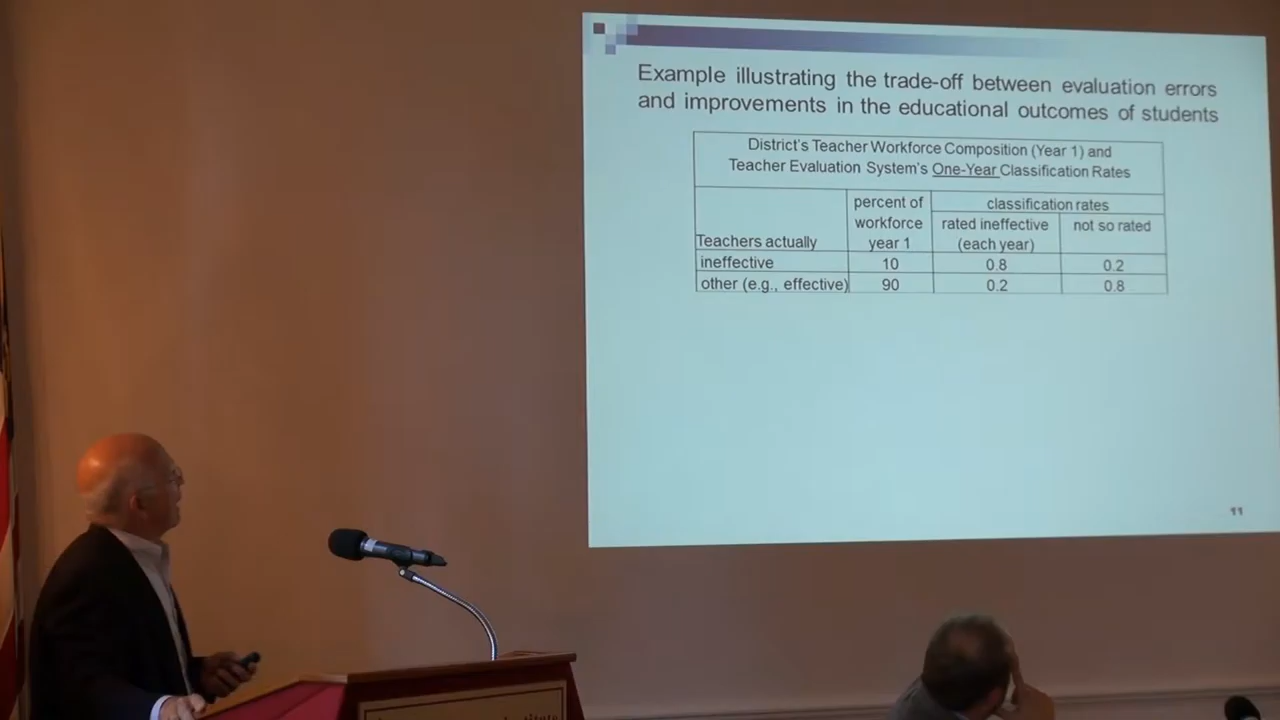 Example illustrating the trade-off between evaluation errors
and improvements in the educational outcomes of students
District's Teacher Workforce Composition (Year 1) and
Teacher Evaluation System's One-Year Classification Rates
Teachers actually
percent of
workforce
year 1
classification rates
rated ineffective
(each year)
not so rated
ineffective 10 0.8 0.2
other (e.g., effective) 90 0.2 0.8
11